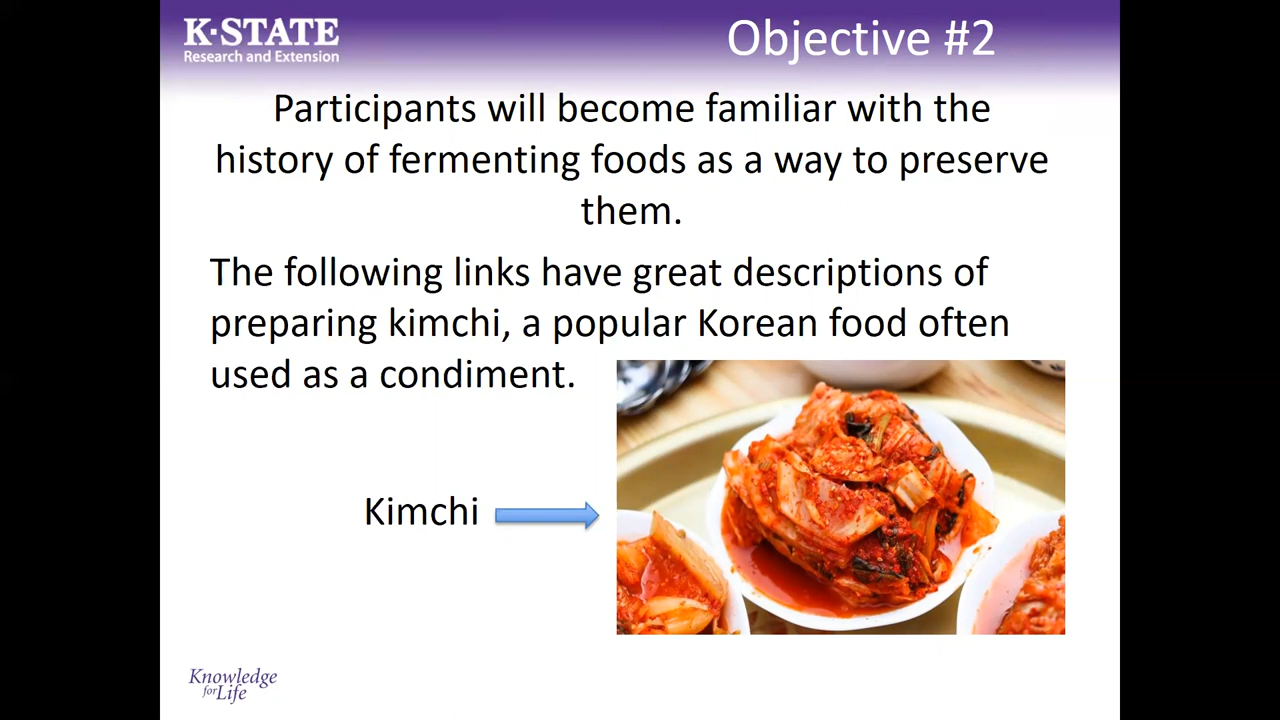 K-STATE
Research and Extension
Objective #2
Participants will become familiar with the
history of fermenting foods as a way to preserve
them.
The following links have great descriptions of
preparing kimchi, a popular Korean food often
used as a condiment.
Kimchi
Knowledge
for Life